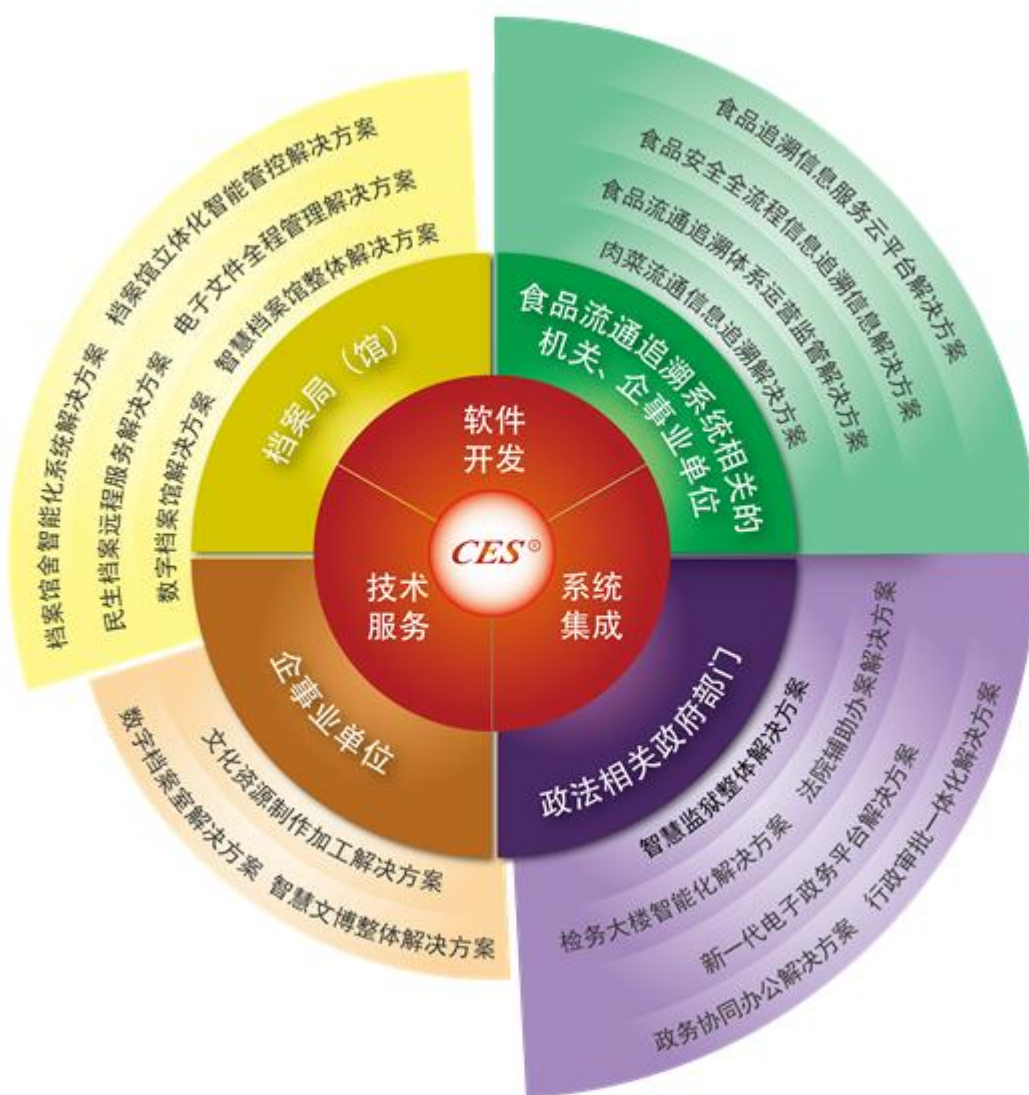 CES®
软件
开发
技术
服务
系统
集成
档案局（馆）
智慧档案馆整体解决方案
数字档案馆解决方案
电子文件全程管理解决方案
民生档案远程服务解决方案
档案馆立体化智能管控解决方案
档案馆舍智能化系统解决方案
食品流通追溯系统相关的
机关、企事业单位
肉菜流通信息追溯解决方案
食品流通追溯体系运营监管解决方案
食品安全全流程信息追溯信息解决方案
食品追溯信息服务云平台解决方案
企事业单位
文化资源制作加工解决方案
数字档案室解决方案
智慧文博整体解决方案
政法相关政府部门
智慧监狱整体解决方案
检务大楼智能化解决方案
法院辅助办案解决方案
新一代电子政务平台解决方案
政务协同办公解决方案
行政审批一体化解决方案